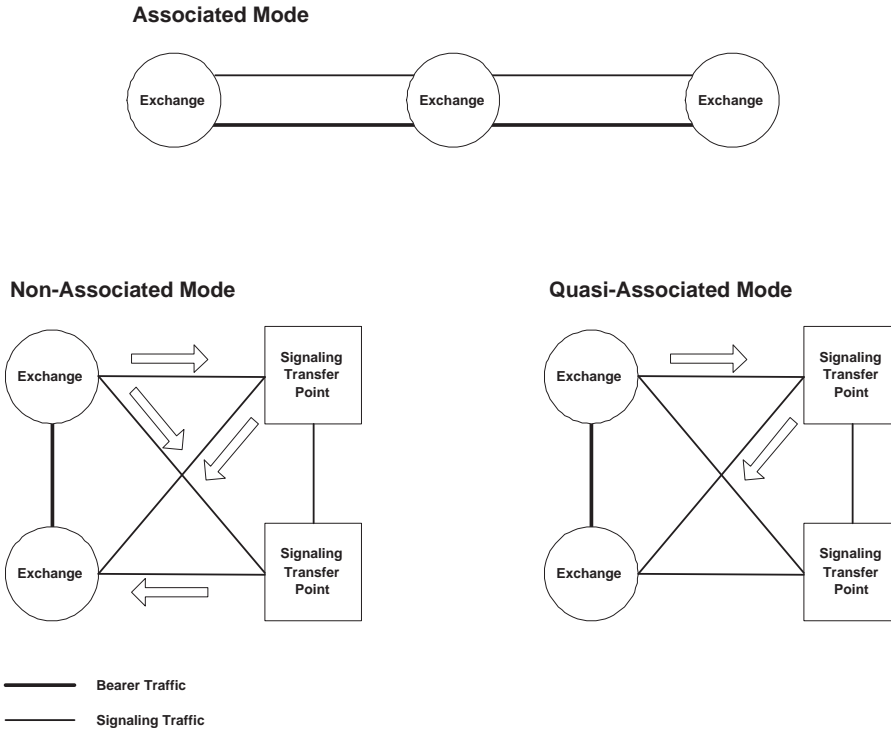 Associated Mode
Exchange
Exchange
Exchange
Non-Associated Mode
Exchange
Signaling
Transfer
Point
Exchange
Signaling
Transfer
Point
Quasi-Associated Mode
Exchange
Signaling
Transfer
Point
Exchange
Signaling
Transfer
Point
Bearer Traffic
Signaling Traffic